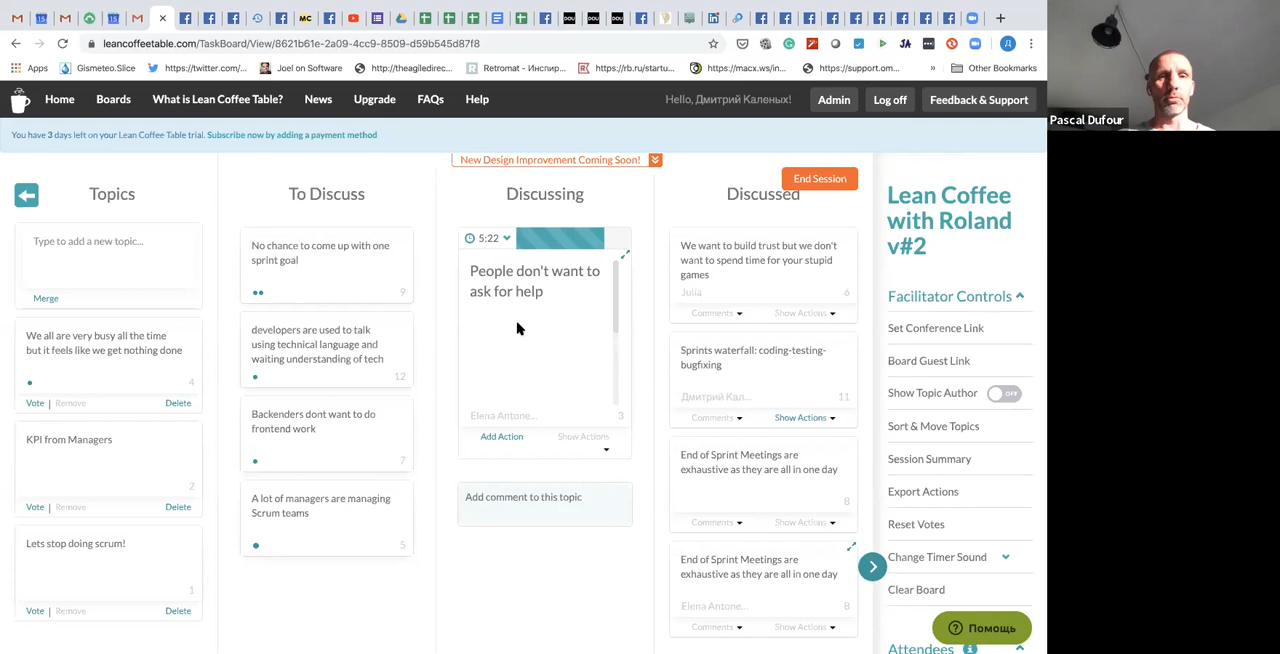 leancoffeetable.com/TaskBoard/View/8621b61e-2a09-4cc9-8509-d59b545d87f8
Apps
Gismeteo.Slice
https://twitter.com/...
Joel on Software
http://theagiledirec...
Retromat - Инспир...
https://rb.ru/startu...
https://macx.ws/in...
https://support.om...
»
Other Bookmarks
Home
Boards
What is Lean Coffee Table?
News
Upgrade
FAQs
Help
Hello, Дмитрий Каленых!
Admin
Log off
Feedback & Support
Pascal Dufour
You have 3 days left on your Lean Coffee Table trial. Subscribe now by adding a payment method
New Design Improvement Coming Soon!
End Session
Topics
Type to add a new topic...
Merge
We all are very busy all the time
but it feels like we get nothing done
4
Vote | Remove
Delete
KPI from Managers
2
Vote | Remove
Delete
Lets stop doing scrum!
1
Vote | Remove
Delete
To Discuss
No chance to come up with one
sprint goal
9
developers are used to talk
using technical language and
waiting understanding of tech
12
Backenders dont want to do
frontend work
7
A lot of managers are managing
Scrum teams
5
Discussing
5:22
People don't want to
ask for help
Elena Antone...
3
Add Action
Show Actions
Add comment to this topic
Discussed
We want to build trust but we don't
want to spend time for your stupid
games
Julia
6
Comments
Show Actions
Sprints waterfall: coding-testing-
bugfixing
Дмитрий Кал...
11
Comments
Show Actions
End of Sprint Meetings are
exhaustive as they are all in one day
8
Comments
Show Actions
End of Sprint Meetings are
exhaustive as they are all in one day
Elena Antone...
8
Comments
Show Actions
Lean Coffee
with Roland
v#2
Facilitator Controls
Set Conference Link
Board Guest Link
Show Topic Author
OFF
Sort & Move Topics
Session Summary
Export Actions
Reset Votes
Change Timer Sound
Clear Board
Помощь
Attendees